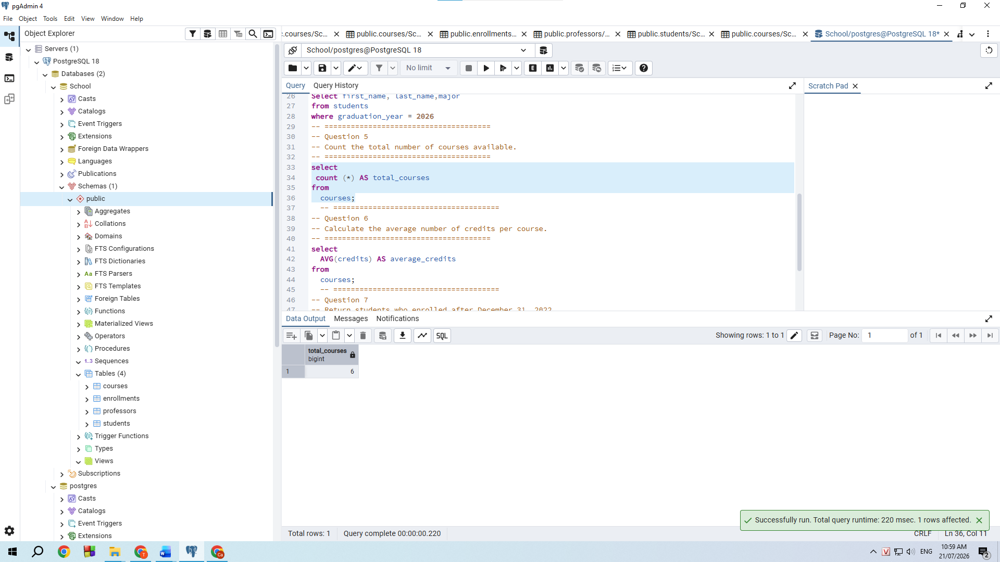 pgAdmin 4
File Object Tools Edit View Window Help
Object Explorer
Servers (1)
PostgreSQL 18
Databases (2)
School
Casts
Catalogs
Event Triggers
Extensions
Foreign Data Wrappers
Languages
Publications
Schemas (1)
public
Aggregates
Collations
Domains
FTS Configurations
FTS Dictionaries
Aa FTS Parsers
FTS Templates
Foreign Tables
Functions
Materialized Views
Operators
Procedures
1..3 Sequences
Tables (4)
courses
enrollments
professors
students
Trigger Functions
Types
Views
Subscriptions
postgres
Casts
Catalogs
Event Triggers
Extensions
:.courses/Sc... public.courses/Sc... public.enrollments... public.professors/... public.students/Sc... public.courses/Sc... School/postgres@PostgreSQL 18*
School/postgres@PostgreSQL 18
No limit E
Query Query History
26 Select first_name, last_name,major
27 from students
28 where graduation_year = 2026
29 -- ======================================
30 -- Question 5
31 -- Count the total number of courses available.
32 -- ======================================
33 select
34 count (*) AS total_courses
35 from
36 courses;
37 -- ======================================
38 -- Question 6
39 -- Calculate the average number of credits per course.
40 -- ======================================
41 select
42 AVG(credits) AS average_credits
43 from
44 courses;
45 -- ======================================
46 -- Question 7
47 -- Return students who enrolled after December 31, 2022
Scratch Pad
Data Output Messages Notifications
SQL Showing rows: 1 to 1 Page No: 1 of 1
total_courses
bigint
1 6
Successfully run. Total query runtime: 220 msec. 1 rows affected.
Total rows: 1 Query complete 00:00:00.220 CRLF Ln 36, Col 11
T W Ca V ENG
10:59 AM
21/07/2026
2